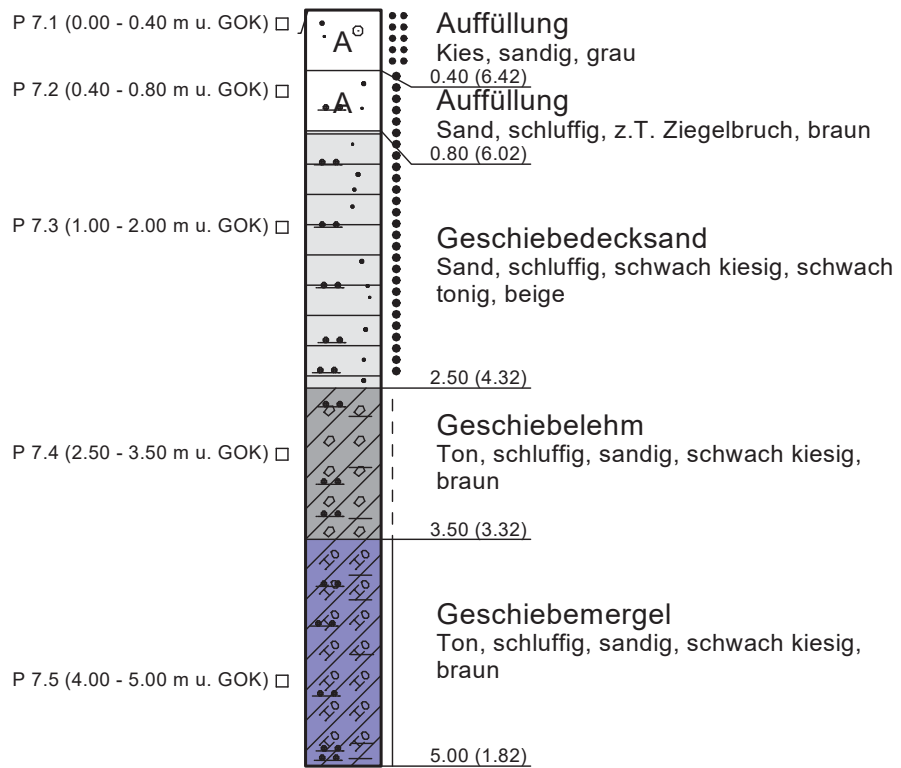 P 7.1 (0.00 - 0.40 m u. GOK)
A
Auffüllung
Kies, sandig, grau
0.40 (6.42)
P 7.2 (0.40 - 0.80 m u. GOK)
A
Auffüllung
Sand, schluffig, z.T. Ziegelbruch, braun
0.80 (6.02)
P 7.3 (1.00 - 2.00 m u. GOK)
Geschiebedecksand
Sand, schluffig, schwach kiesig, schwach
tonig, beige
2.50 (4.32)
P 7.4 (2.50 - 3.50 m u. GOK)
Geschiebelehm
Ton, schluffig, sandig, schwach kiesig,
braun
3.50 (3.32)
Geschiebemergel
Ton, schluffig, sandig, schwach kiesig,
braun
P 7.5 (4.00 - 5.00 m u. GOK)
5.00 (1.82)